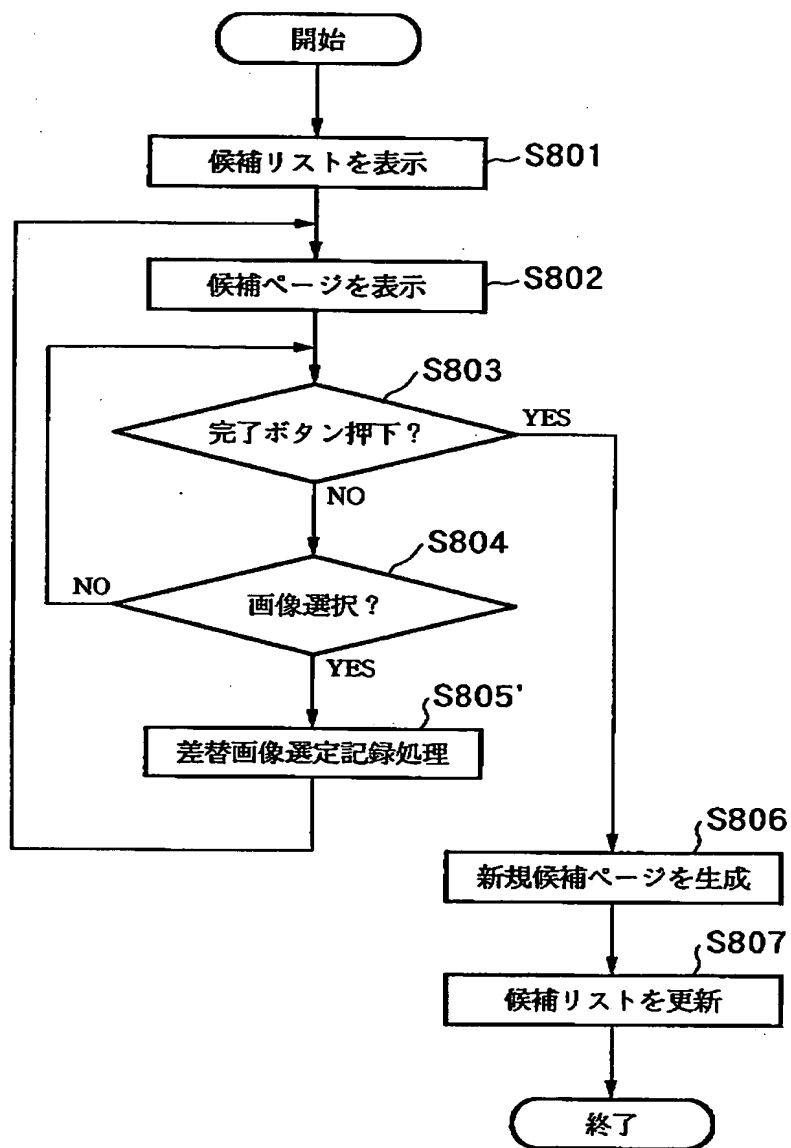 開始
候補リストを表示
S801
候補ページを表示
S802
S803
完了ボタン押下？
YES
NO
S804
画像選択？
NO
YES
S805'
差替画像選定記録処理
S806
新規候補ページを生成
S807
候補リストを更新
終了